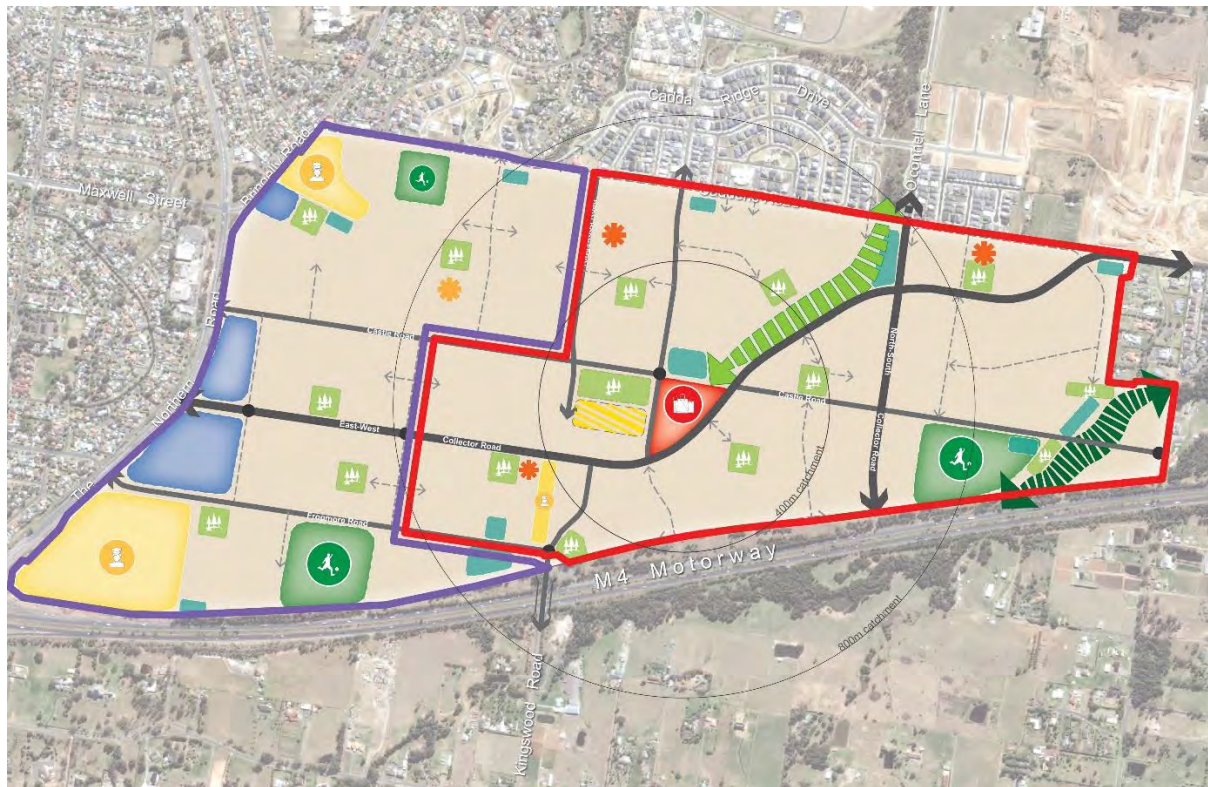 Cadda Ridge Drive
Oconnell Lane
Maxwell Street
Bringelly Road
Castle Road
The Northern Road
East-West Collector Road
Castle Road
North-South Collector Road
Frogmore Road
400m catchment
M4 Motorway
800m catchment
Kingswood Road